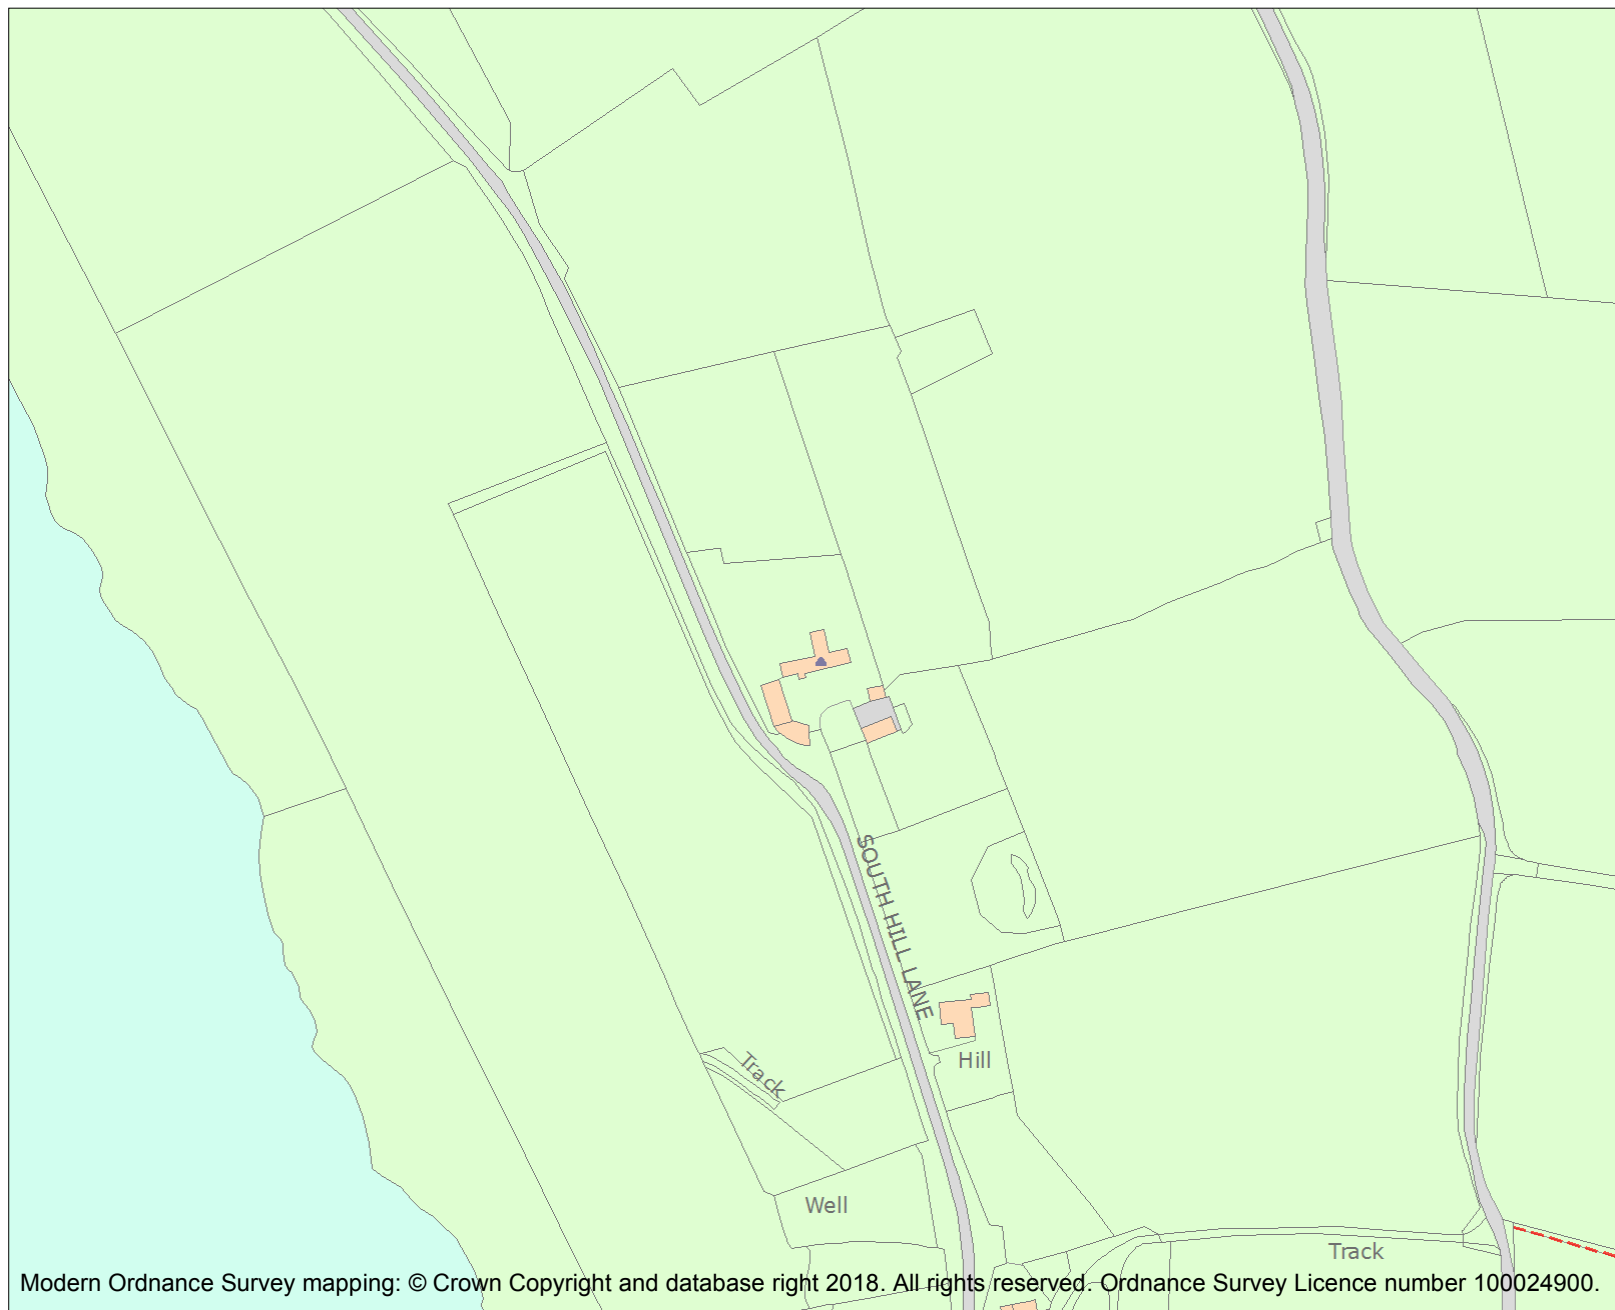 SOUTH HILL LANE
Hill
Track
Well
Track
Modern Ordnance Survey mapping: © Crown Copyright and database right 2018. All rights reserved. Ordnance Survey Licence number 100024900.